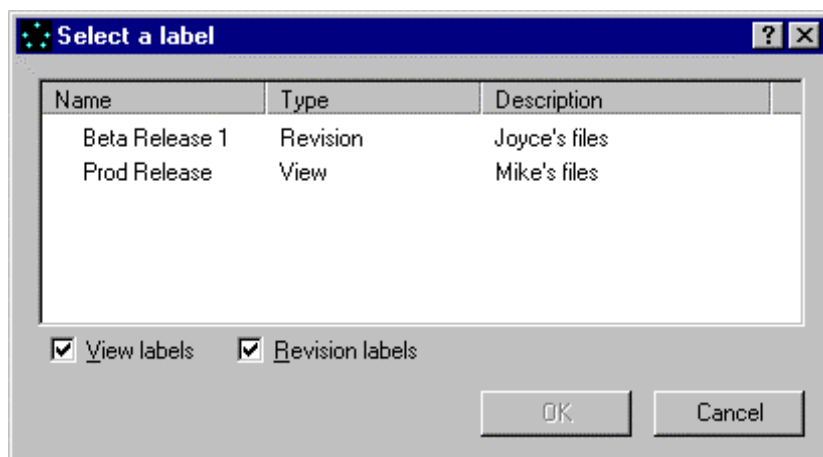 Select a label
Name Type Description
Beta Release 1 Revision Joyce's files
Prod Release View Mike's files
View labels Revision labels
OK Cancel